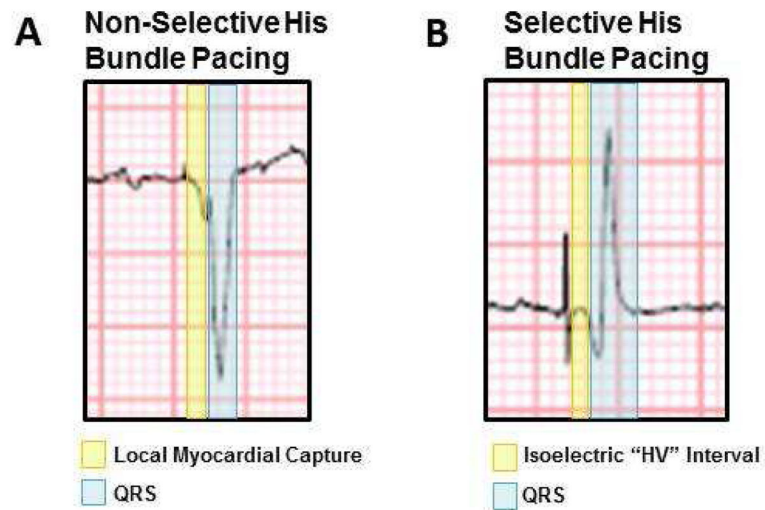 A
Non-Selective His
Bundle Pacing
Local Myocardial Capture
QRS
B
Selective His
Bundle Pacing
Isoelectric “HV” Interval
QRS